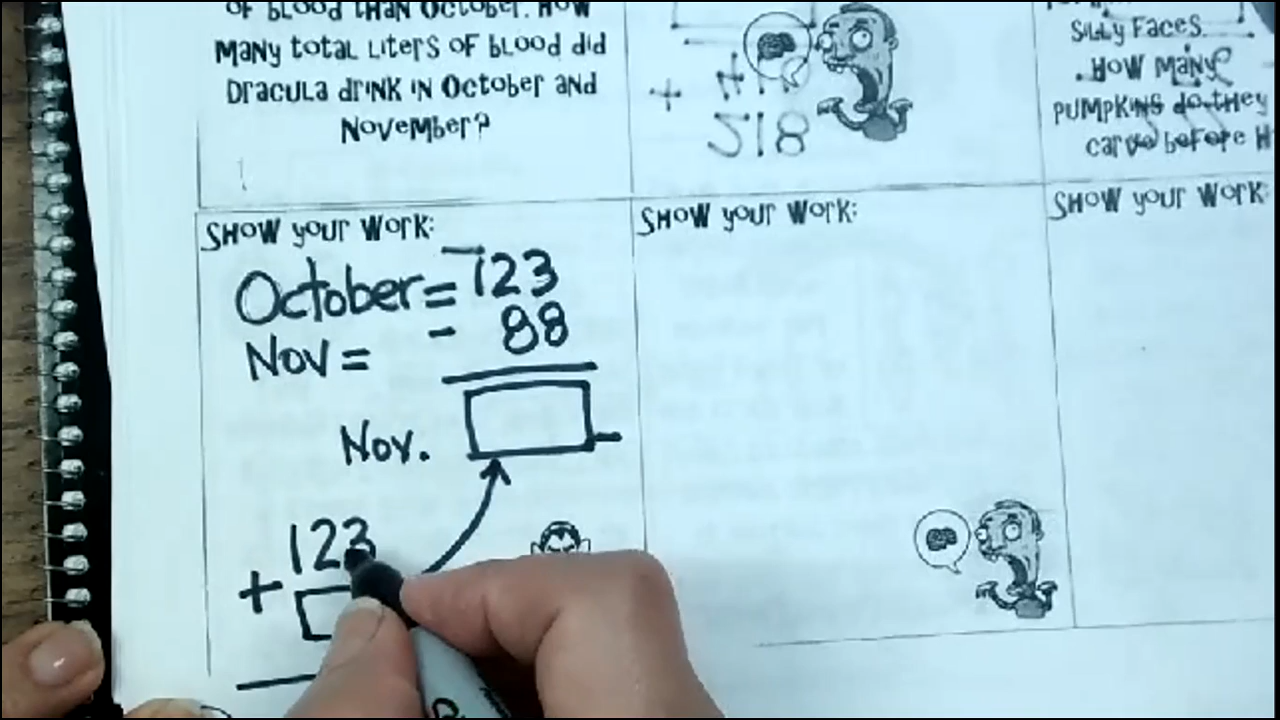 of blood than October. How
many total liters of blood did
Dracula drink in October and
November?
+
218
silly faces.
How many
pumpkins do they
carve before H
Show your work:
October = 123
- 88
Nov =
Nov.
123
+
Show your work:
Show your work: